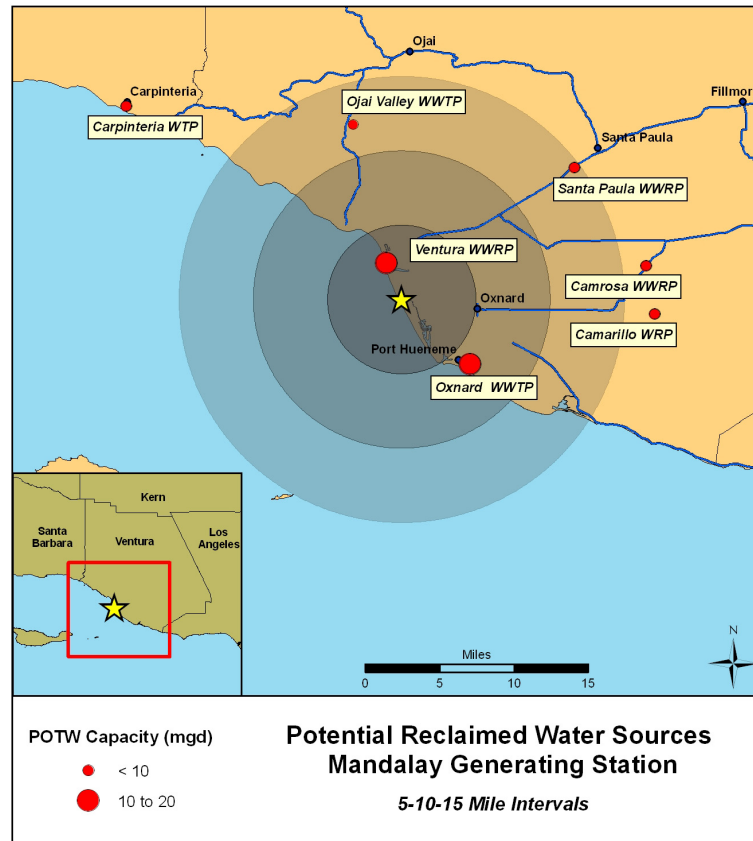 Ojai
Carpinteria
Ojai Valley WWTP
Fillmor
Carpinteria WTP
Santa Paula
Santa Paula WWRP
Ventura WWRP
Camrosa WWRP
Oxnard
Camarillo WRP
Port Hueneme
Oxnard WWTP
Kern
Santa
Barbara
Ventura
Los
Angeles
N
Miles
0 5 10 15
POTW Capacity (mgd)
< 10
10 to 20
Potential Reclaimed Water Sources
Mandalay Generating Station
5-10-15 Mile Intervals